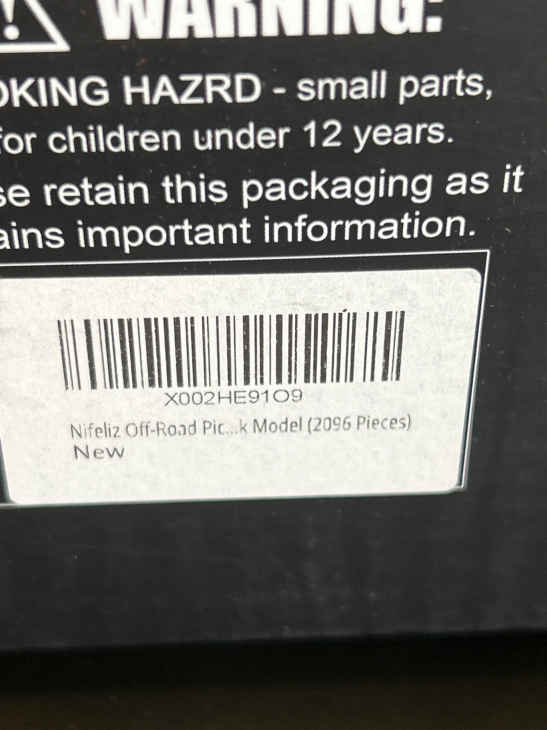 WARNING:
OKING HAZRD - small parts,
for children under 12 years.
se retain this packaging as it
ains important information.
X002HE91O9
Nifeliz Off-Road Pic...k Model (2096 Pieces)
New